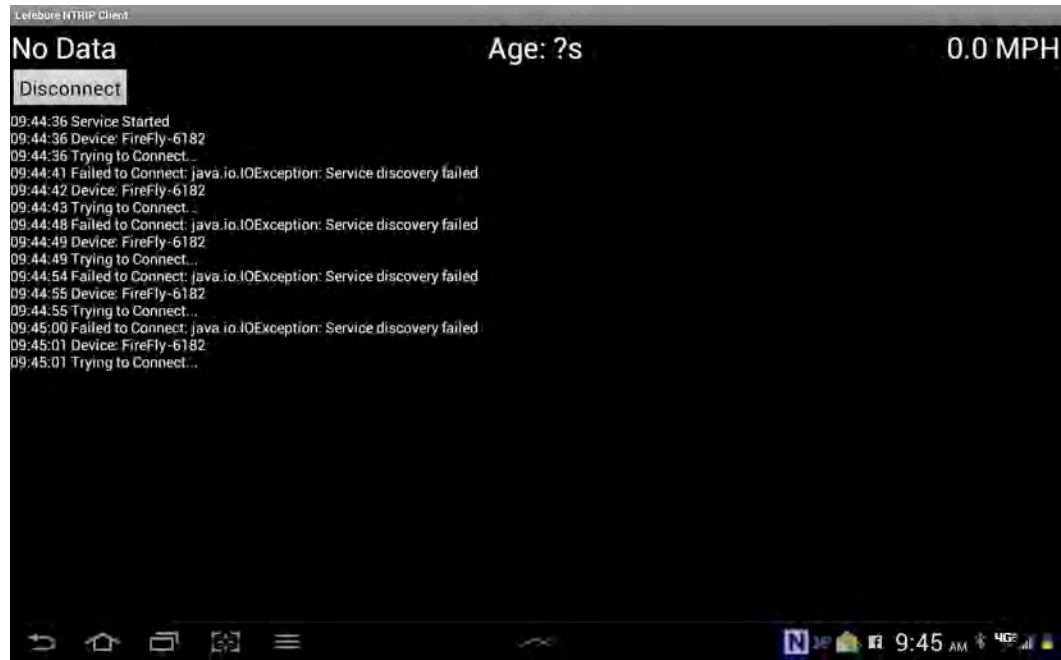 Lefebure NTRIP Client
No Data Age: ?s 0.0 MPH
Disconnect
09:44:36 Service Started
09:44:36 Device: FireFly-6182
09:44:36 Trying to Connect...
09:44:41 Failed to Connect: java.io.IOException: Service discovery failed
09:44:42 Device: FireFly-6182
09:44:43 Trying to Connect...
09:44:48 Failed to Connect: java.io.IOException: Service discovery failed
09:44:49 Device: FireFly-6182
09:44:49 Trying to Connect...
09:44:54 Failed to Connect: java.io.IOException: Service discovery failed
09:44:55 Device: FireFly-6182
09:44:55 Trying to Connect...
09:45:00 Failed to Connect: java.io.IOException: Service discovery failed
09:45:01 Device: FireFly-6182
09:45:01 Trying to Connect...
N 9:45 AM 4G